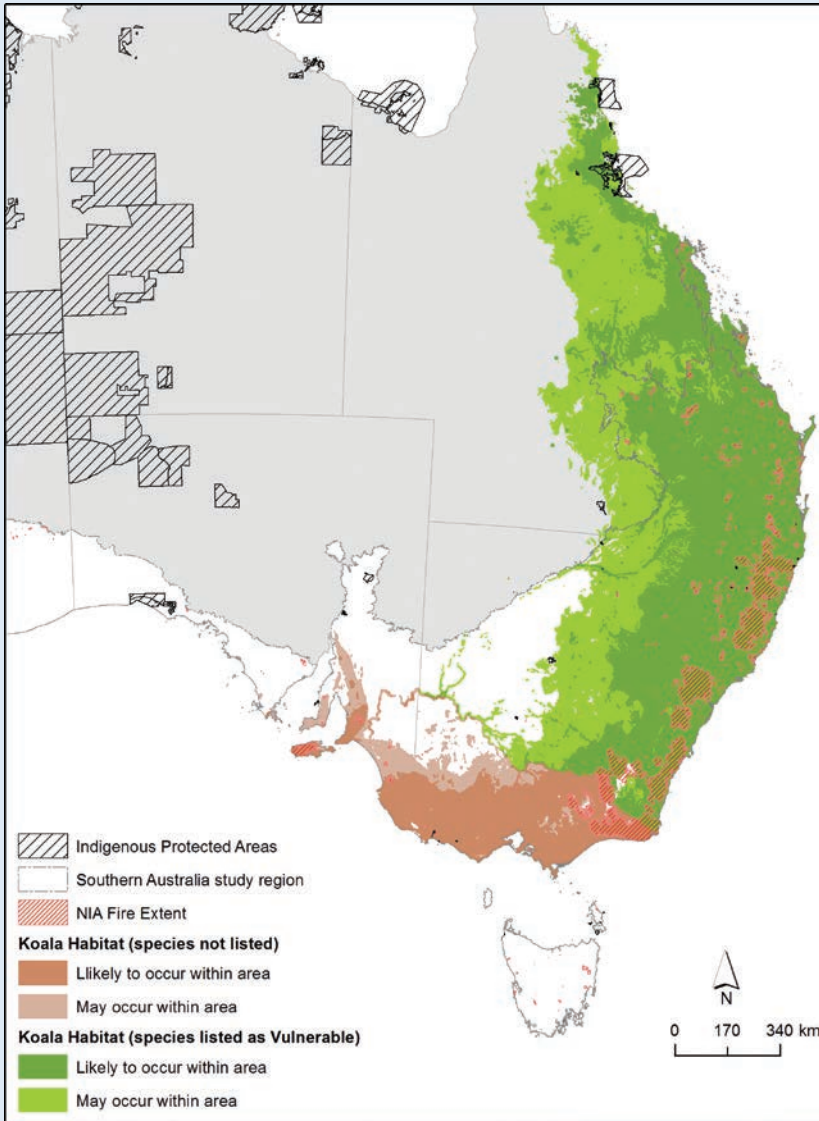 Indigenous Protected Areas
Southern Australia study region
NIA Fire Extent
Koala Habitat (species not listed)
Llikely to occur within area
May occur within area
Koala Habitat (species listed as Vulnerable)
Likely to occur within area
May occur within area
N
0 170 340 km